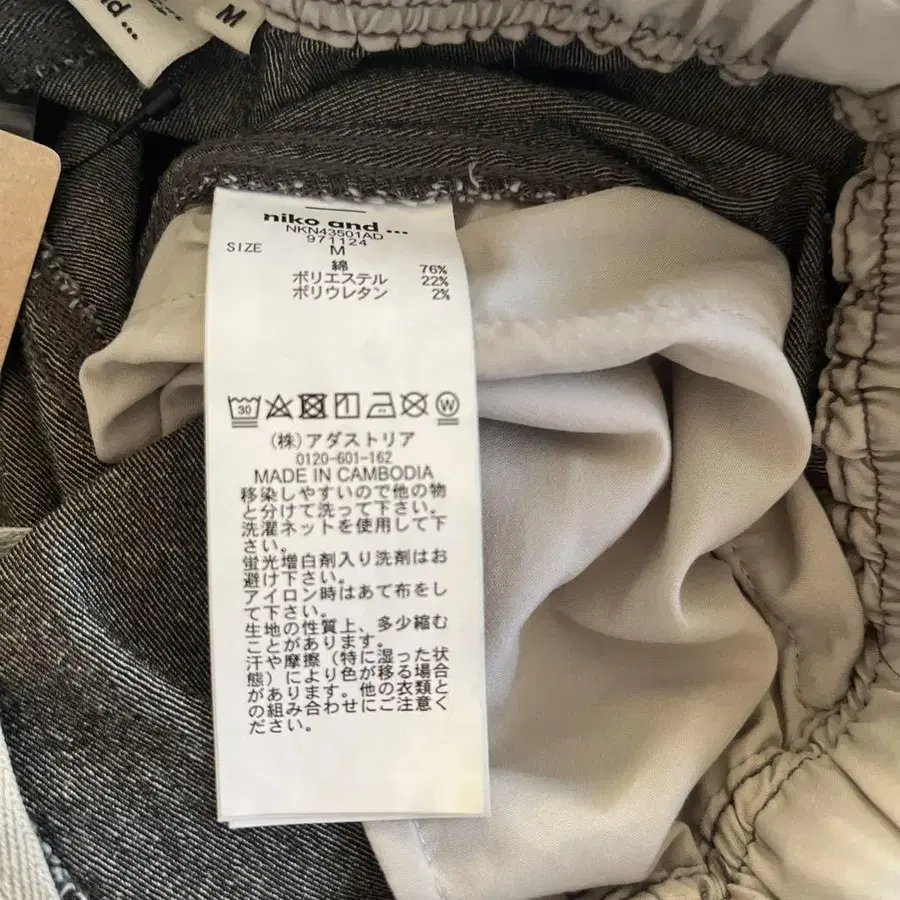 M
nd ...
M
niko and ...
NKN43501AD
971124
SIZE M
綿 76%
ポリエステル 22%
ポリウレタン 2%
30
W
(株)アダストリア
0120-601-162
MADE IN CAMBODIA
移染しやすいので他の物
と分けて洗って下さい。
洗濯ネットを使用して下
さい。
蛍光増白剤入り洗剤はお
避け下さい。
アイロン時はあて布をし
て下さい。
生地の性質上、多少縮む
ことがあります。
汗や摩擦(特に湿った状
態)により色が移る場合
があります。他の衣類と
の組み合わせにご注意く
ださい。